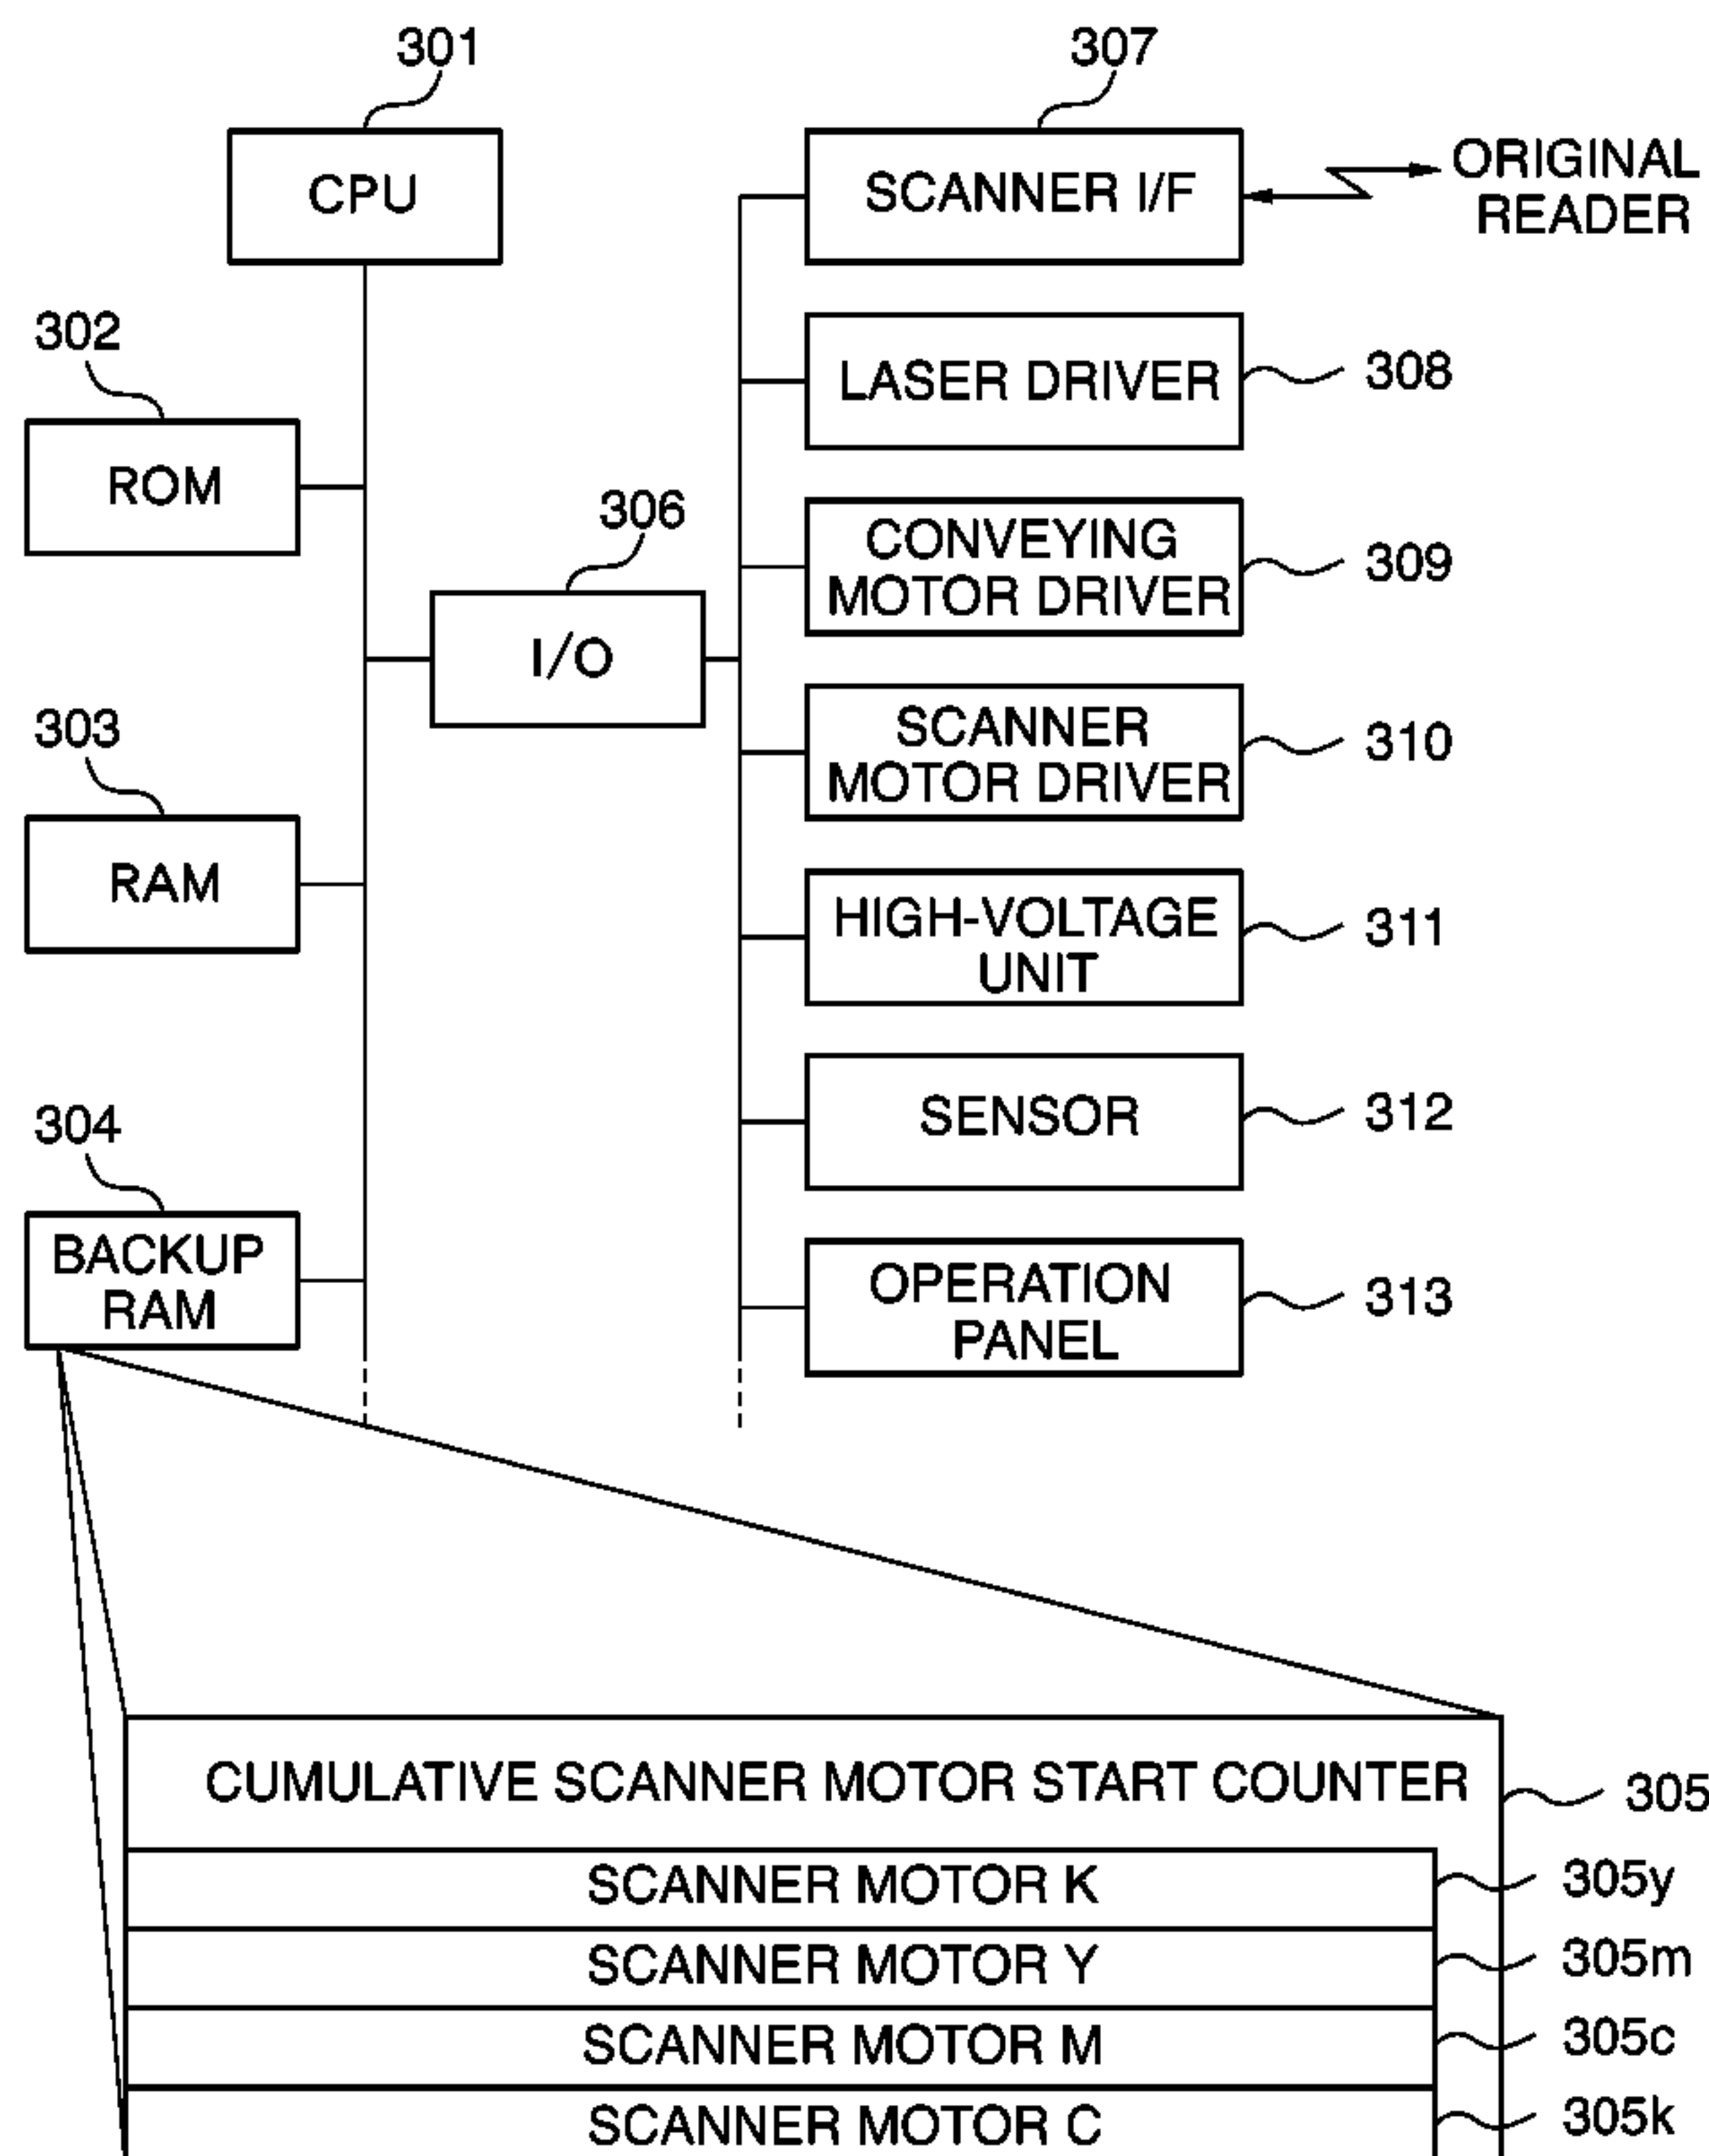 301
CPU
307
SCANNER I/F
ORIGINAL
READER
302
ROM
LASER DRIVER
308
306
I/O
CONVEYING
MOTOR DRIVER
309
303
RAM
SCANNER
MOTOR DRIVER
310
HIGH-VOLTAGE
UNIT
311
304
BACKUP
RAM
SENSOR
312
OPERATION
PANEL
313
CUMULATIVE SCANNER MOTOR START COUNTER
305
SCANNER MOTOR K
305y
SCANNER MOTOR Y
305m
SCANNER MOTOR M
305c
SCANNER MOTOR C
305k